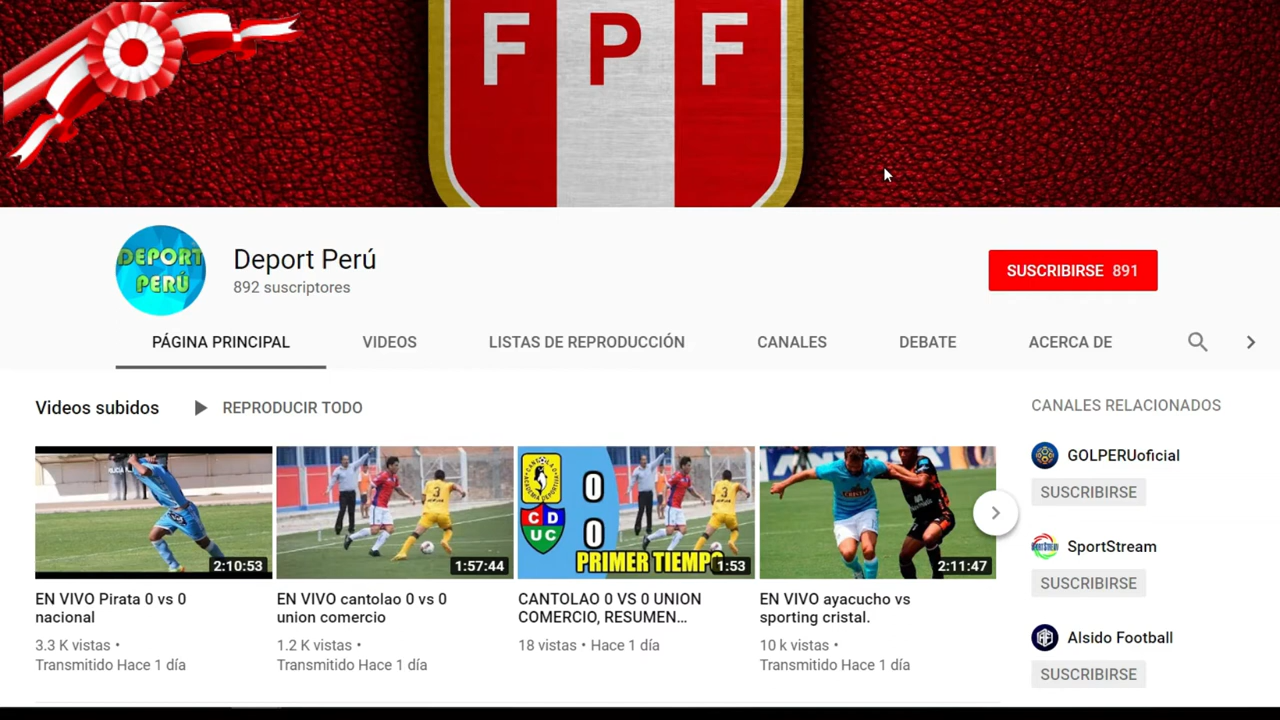 F P F
DEPORT
PERÚ
Deport Perú
892 suscriptores
SUSCRIBIRSE 891
PÁGINA PRINCIPAL VIDEOS LISTAS DE REPRODUCCIÓN CANALES DEBATE ACERCA DE
Videos subidos REPRODUCIR TODO
CANALES RELACIONADOS
2:10:53
EN VIVO Pirata 0 vs 0
nacional
3.3 K vistas •
Transmitido Hace 1 día
1:57:44
EN VIVO cantolao 0 vs 0
union comercio
1.2 K vistas •
Transmitido Hace 1 día
0
CD
UC
0
PRIMER TIEMPO
1:53
CANTOLAO 0 VS 0 UNION
COMERCIO, RESUMEN...
18 vistas • Hace 1 día
2:11:47
EN VIVO ayacucho vs
sporting cristal.
10 k vistas •
Transmitido Hace 1 día
GOLPERUoficial
SUSCRIBIRSE
SportStream
SUSCRIBIRSE
Alsido Football
SUSCRIBIRSE